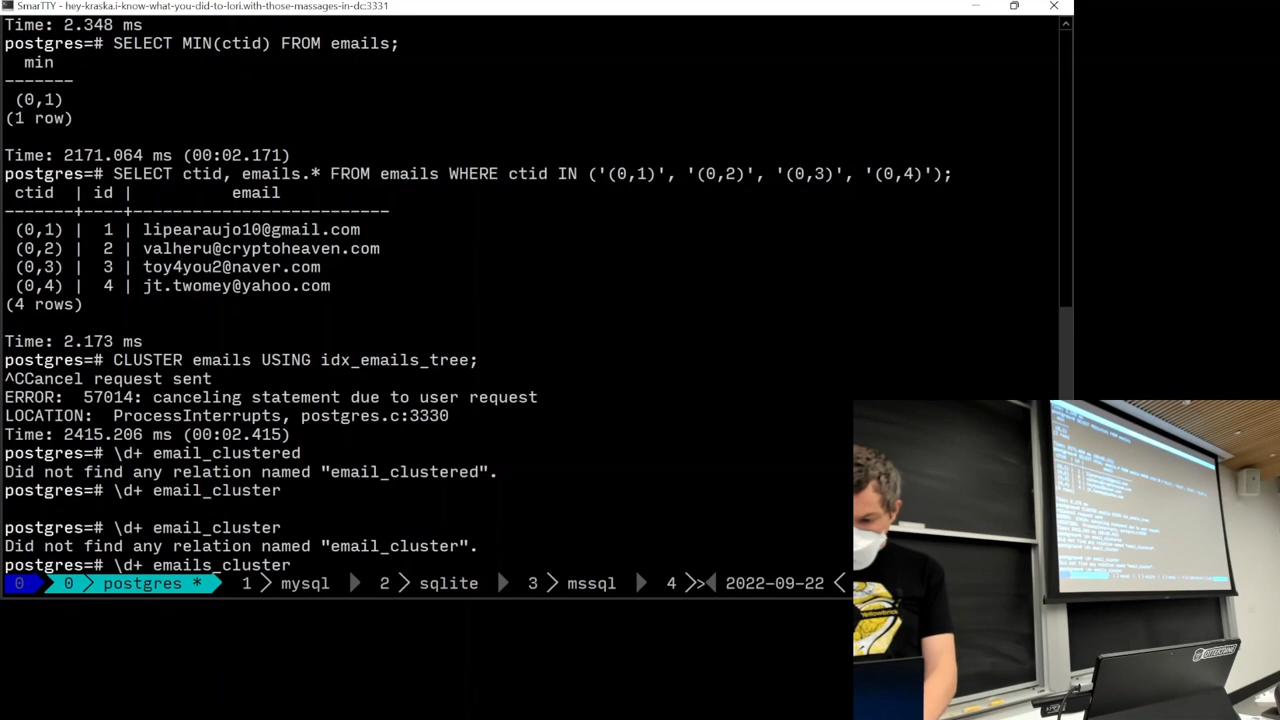 SmarTTY - hey-kraska.i-know-what-you-did-to-lori.with-those-massages-in-dc:3331
Time: 2.348 ms
postgres=# SELECT MIN(ctid) FROM emails;
min
-------
(0,1)
(1 row)
Time: 2171.064 ms (00:02.171)
postgres=# SELECT ctid, emails.* FROM emails WHERE ctid IN ('(0,1)', '(0,2)', '(0,3)', '(0,4)');
ctid | id | email
-------+----+---------------------------
(0,1) | 1 | lipearaujo10@gmail.com
(0,2) | 2 | valheru@cryptoheaven.com
(0,3) | 3 | toy4you2@naver.com
(0,4) | 4 | jt.twomey@yahoo.com
(4 rows)
Time: 2.173 ms
postgres=# CLUSTER emails USING idx_emails_tree;
^CCancel request sent
ERROR:  57014: canceling statement due to user request
LOCATION:  ProcessInterrupts, postgres.c:3330
Time: 2415.206 ms (00:02.415)
postgres=# \d+ email_clustered
Did not find any relation named "email_clustered".
postgres=# \d+ email_cluster
postgres=# \d+ email_cluster
Did not find any relation named "email_cluster".
postgres=# \d+ emails_cluster
0 0 postgres * 1 mysql 2 sqlite 3 mssql 4 2022-09-22